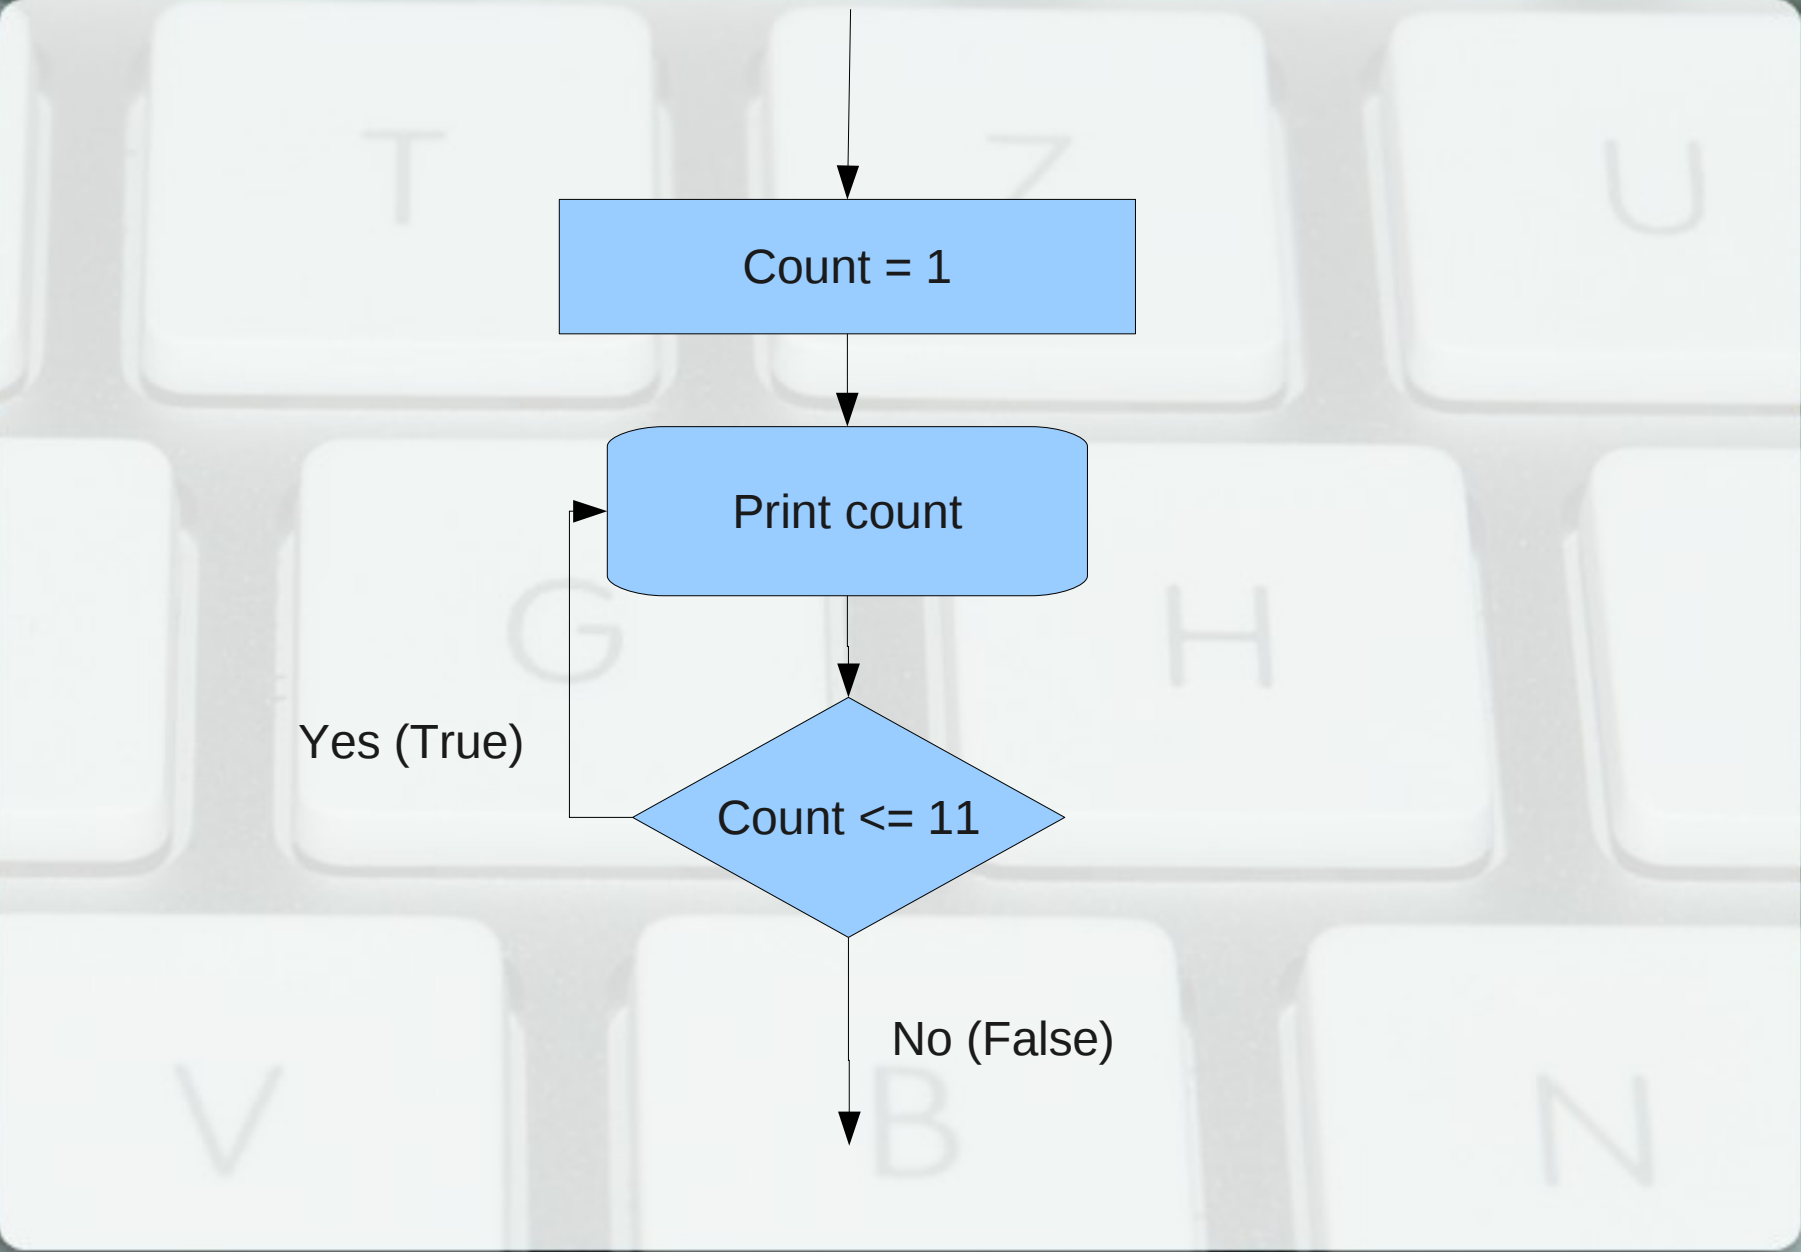 T
Z
U
Count = 1
Print count
G
H
Yes (True)
Count <= 11
No (False)
V
B
N